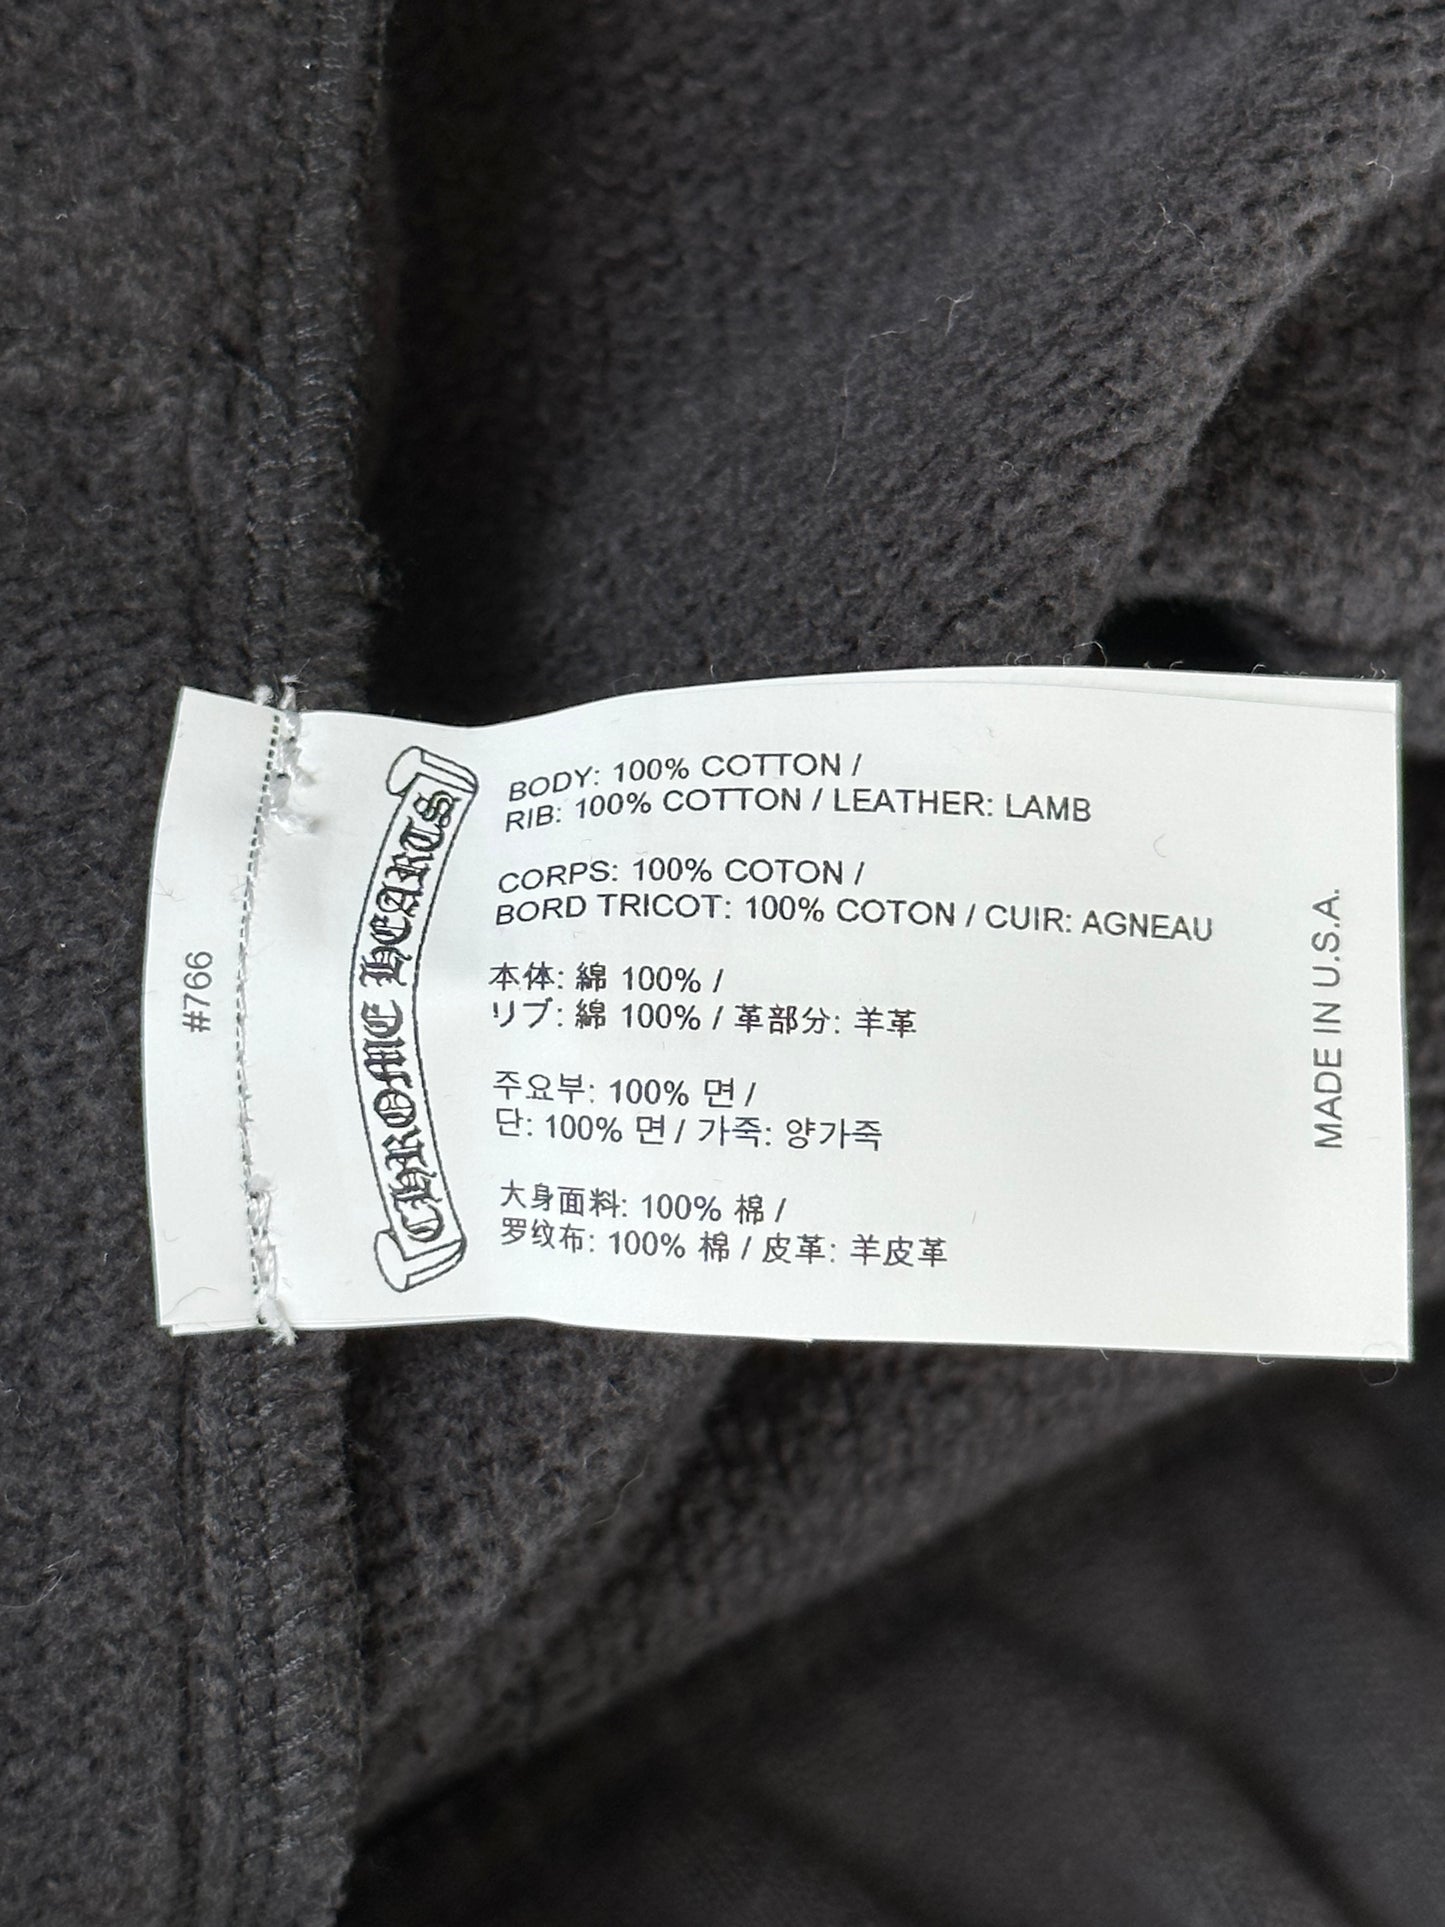 #766
CHROME HEARTS
BODY: 100% COTTON /
RIB: 100% COTTON / LEATHER: LAMB
CORPS: 100% COTON /
BORD TRICOT: 100% COTON / CUIR: AGNEAU
本体: 綿 100% /
リブ: 綿 100% / 革部分: 羊革
주요부: 100% 면 /
단: 100% 면 / 가죽: 양가죽
大身面料: 100% 棉 /
罗纹布: 100% 棉 / 皮革: 羊皮革
MADE IN U.S.A.